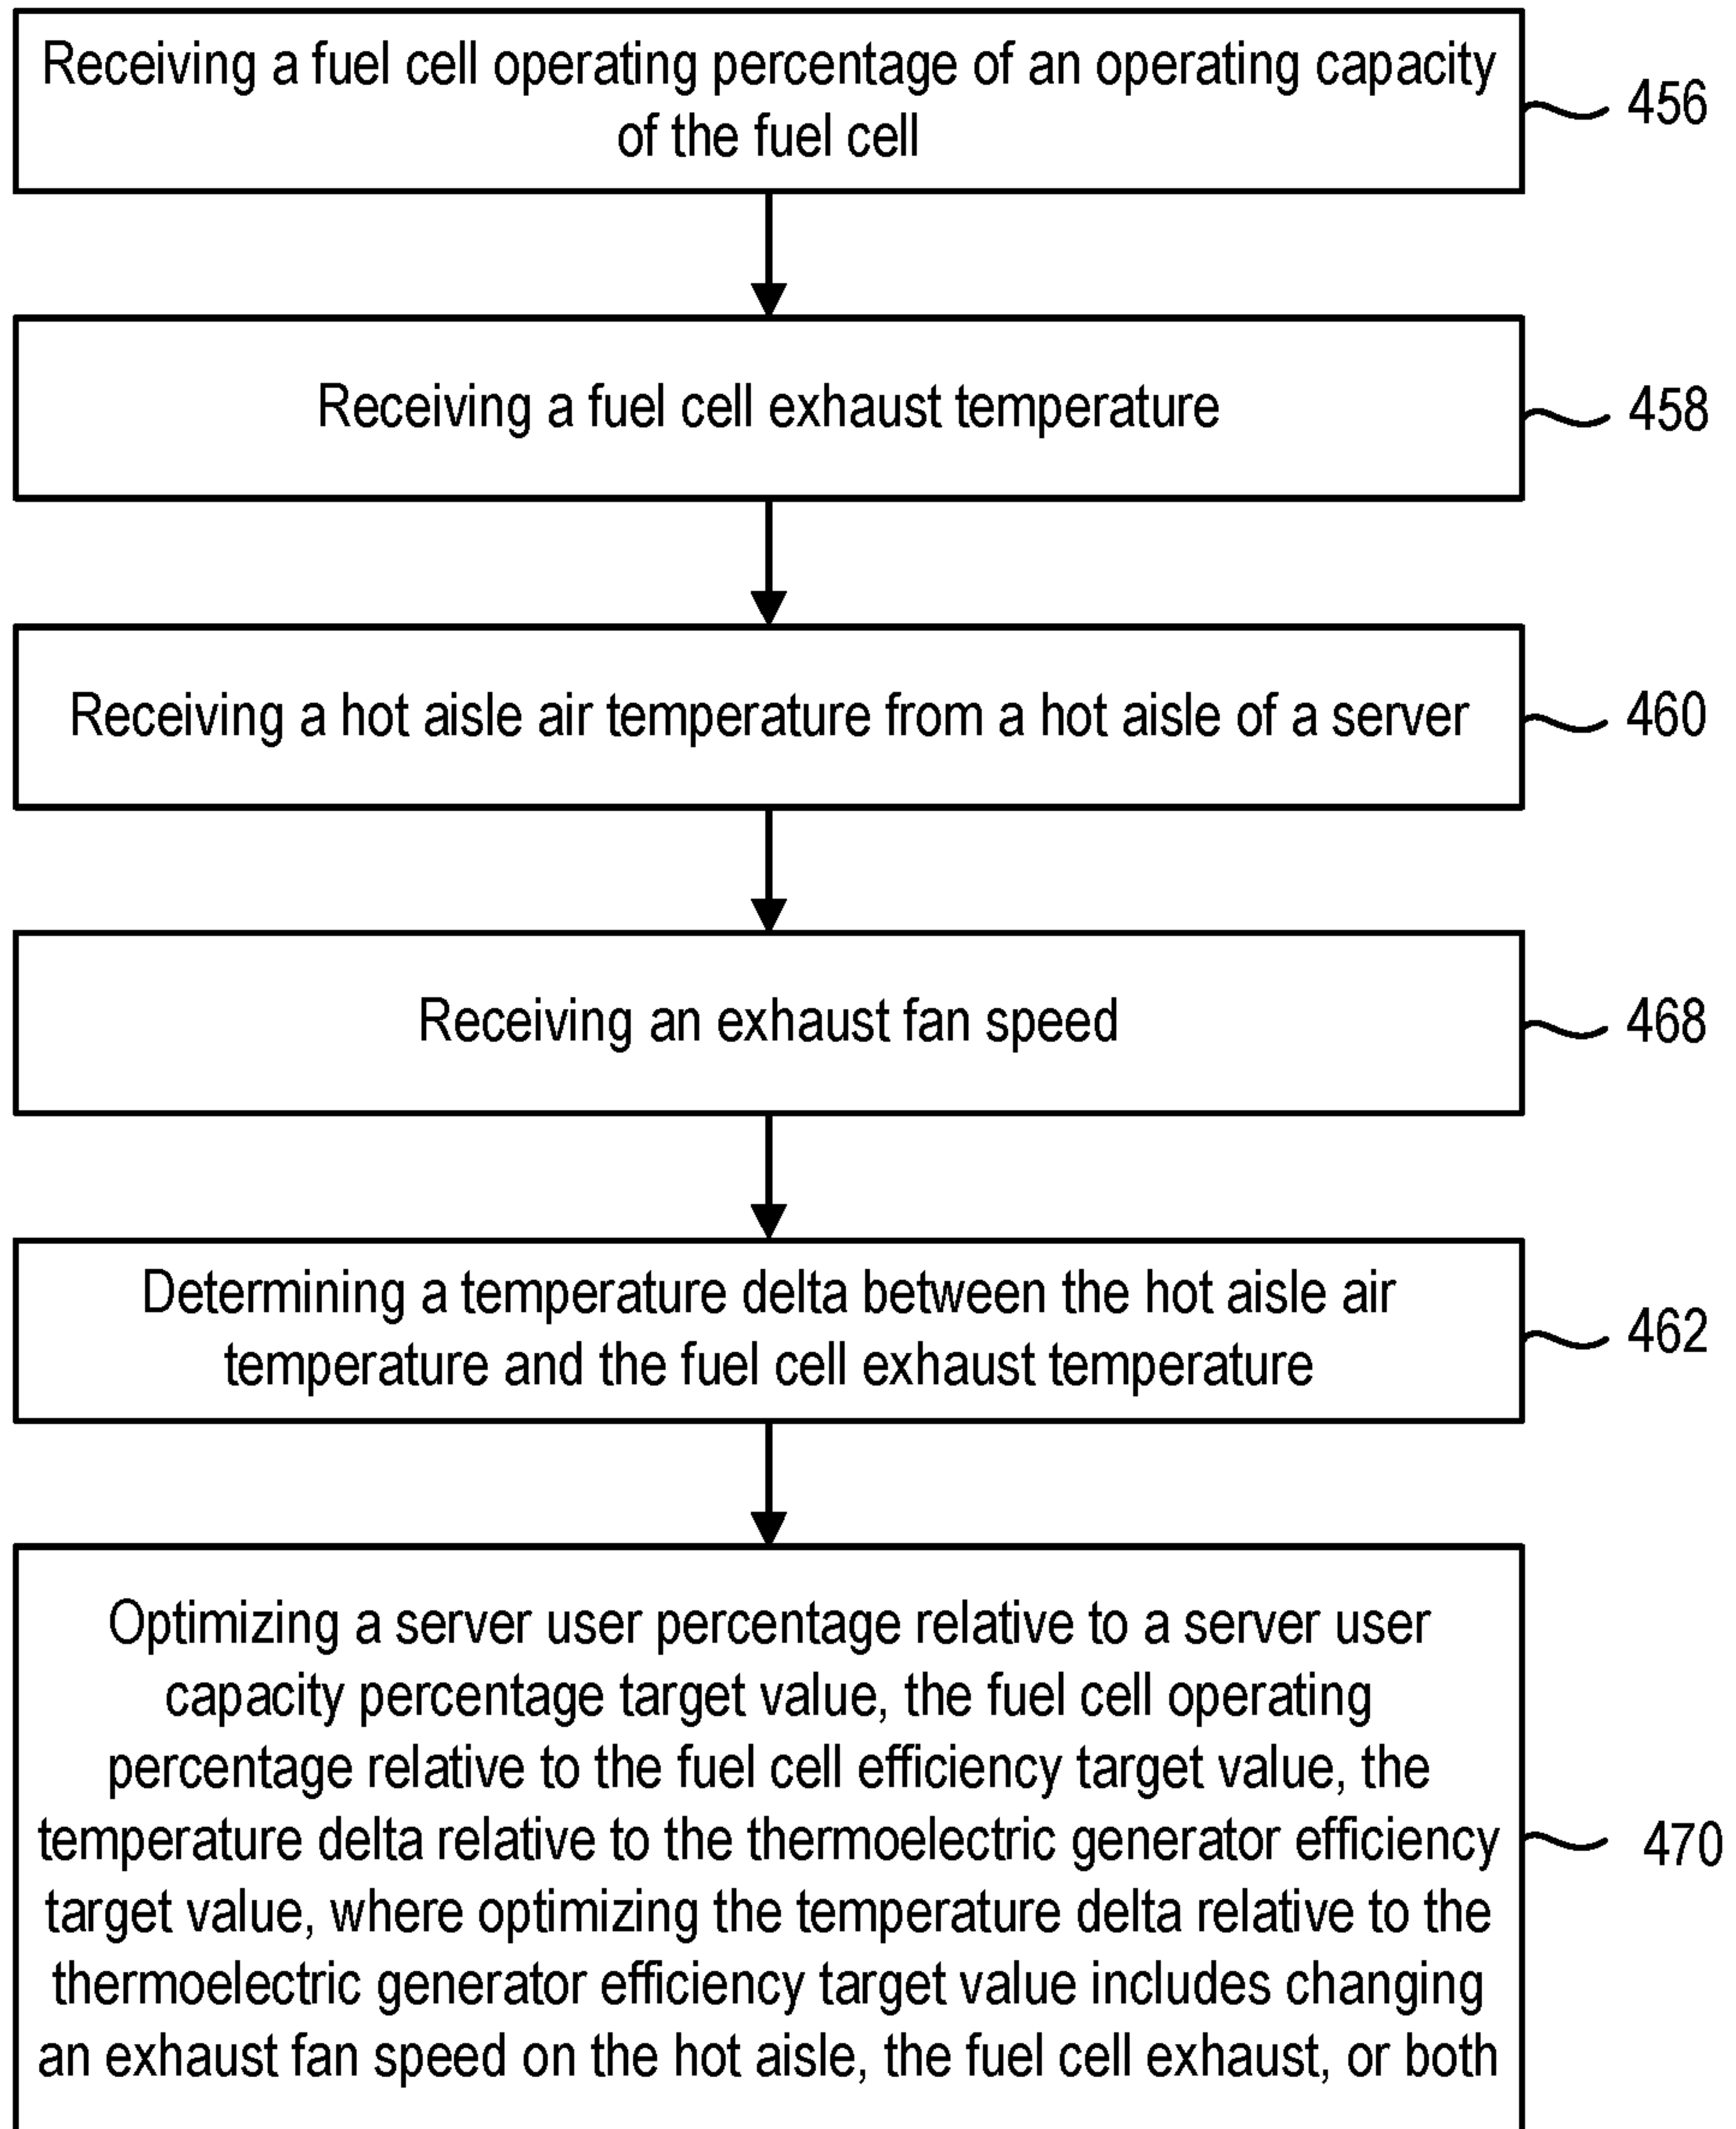 Receiving a fuel cell operating percentage of an operating capacity
of the fuel cell
456
Receiving a fuel cell exhaust temperature
458
Receiving a hot aisle air temperature from a hot aisle of a server
460
Receiving an exhaust fan speed
468
Determining a temperature delta between the hot aisle air
temperature and the fuel cell exhaust temperature
462
Optimizing a server user percentage relative to a server user
capacity percentage target value, the fuel cell operating
percentage relative to the fuel cell efficiency target value, the
temperature delta relative to the thermoelectric generator efficiency
target value, where optimizing the temperature delta relative to the
thermoelectric generator efficiency target value includes changing
an exhaust fan speed on the hot aisle, the fuel cell exhaust, or both
470